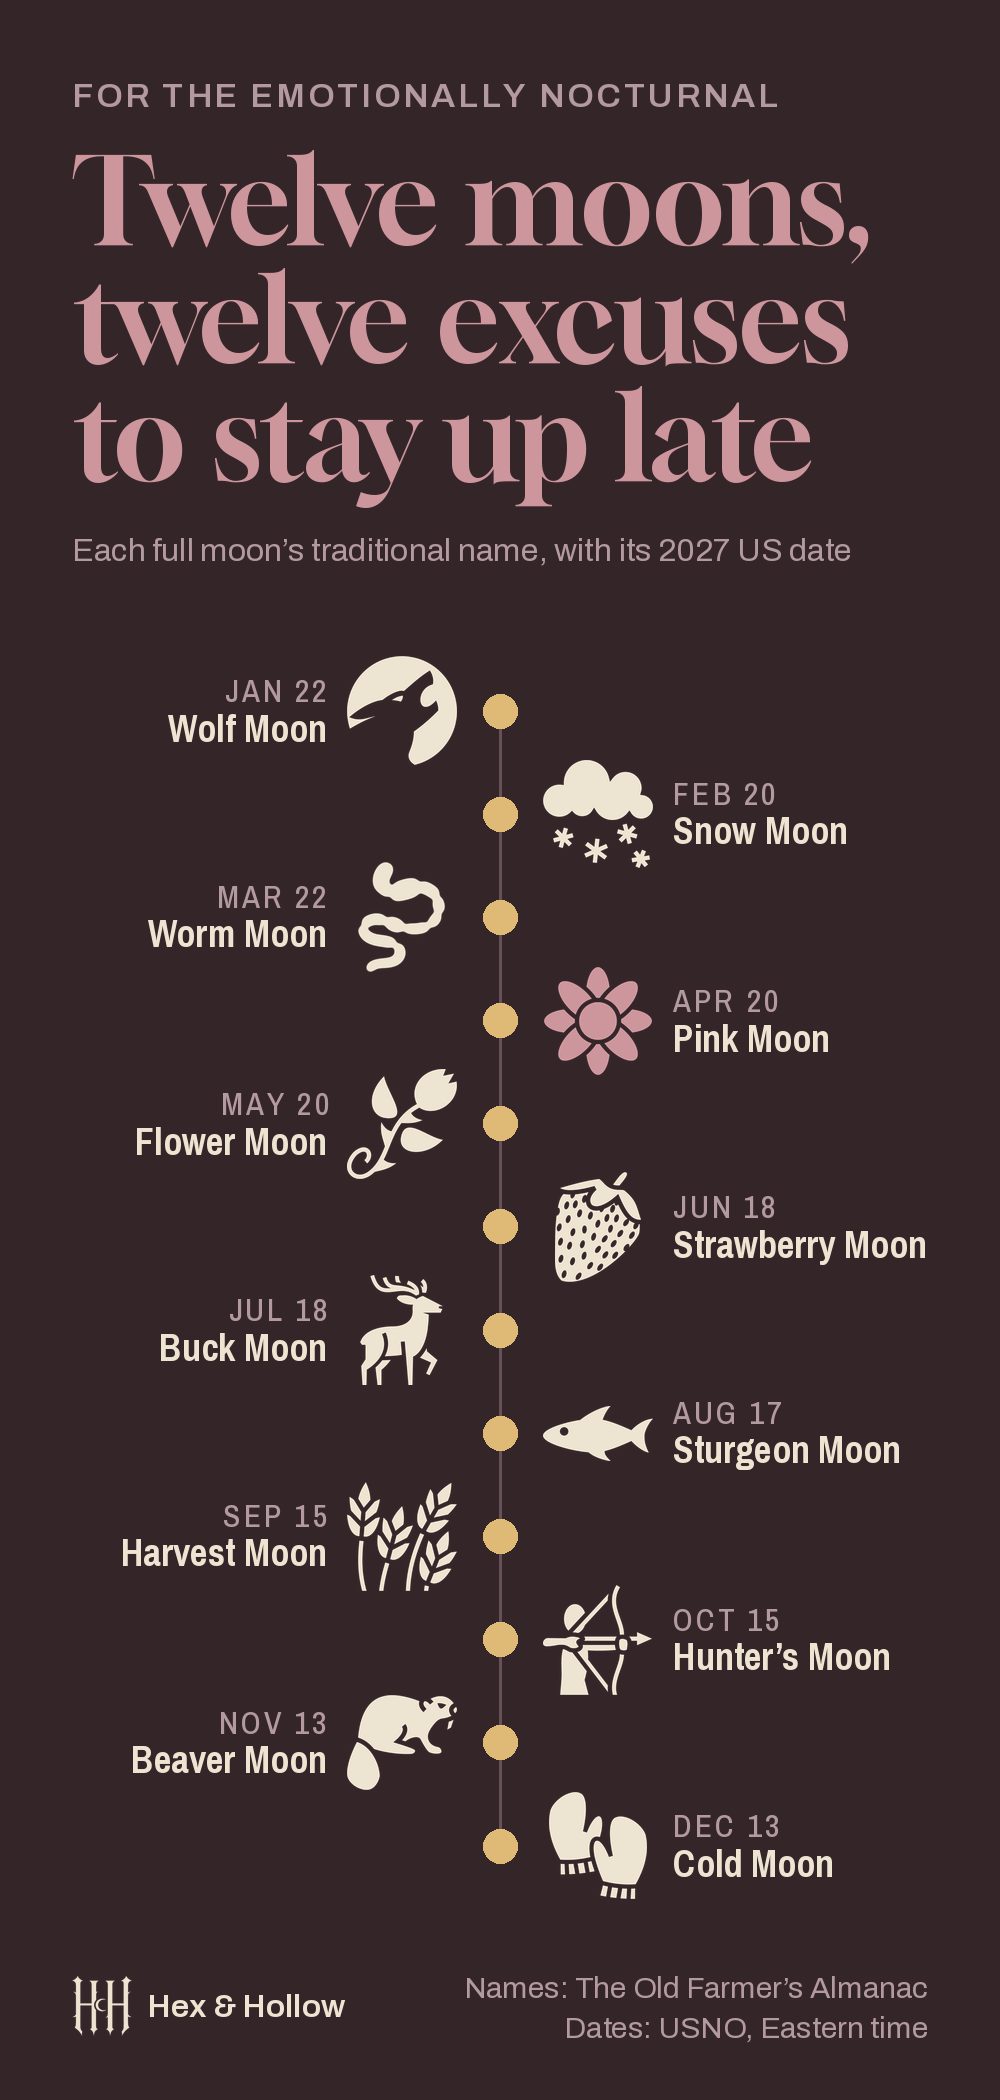 FOR THE EMOTIONALLY NOCTURNAL
Twelve moons,
twelve excuses
to stay up late
Each full moon’s traditional name, with its 2027 US date
JAN 22
Wolf Moon
FEB 20
Snow Moon
MAR 22
Worm Moon
APR 20
Pink Moon
MAY 20
Flower Moon
JUN 18
Strawberry Moon
JUL 18
Buck Moon
AUG 17
Sturgeon Moon
SEP 15
Harvest Moon
OCT 15
Hunter’s Moon
NOV 13
Beaver Moon
DEC 13
Cold Moon
HH
Hex & Hollow
Names: The Old Farmer’s Almanac
Dates: USNO, Eastern time